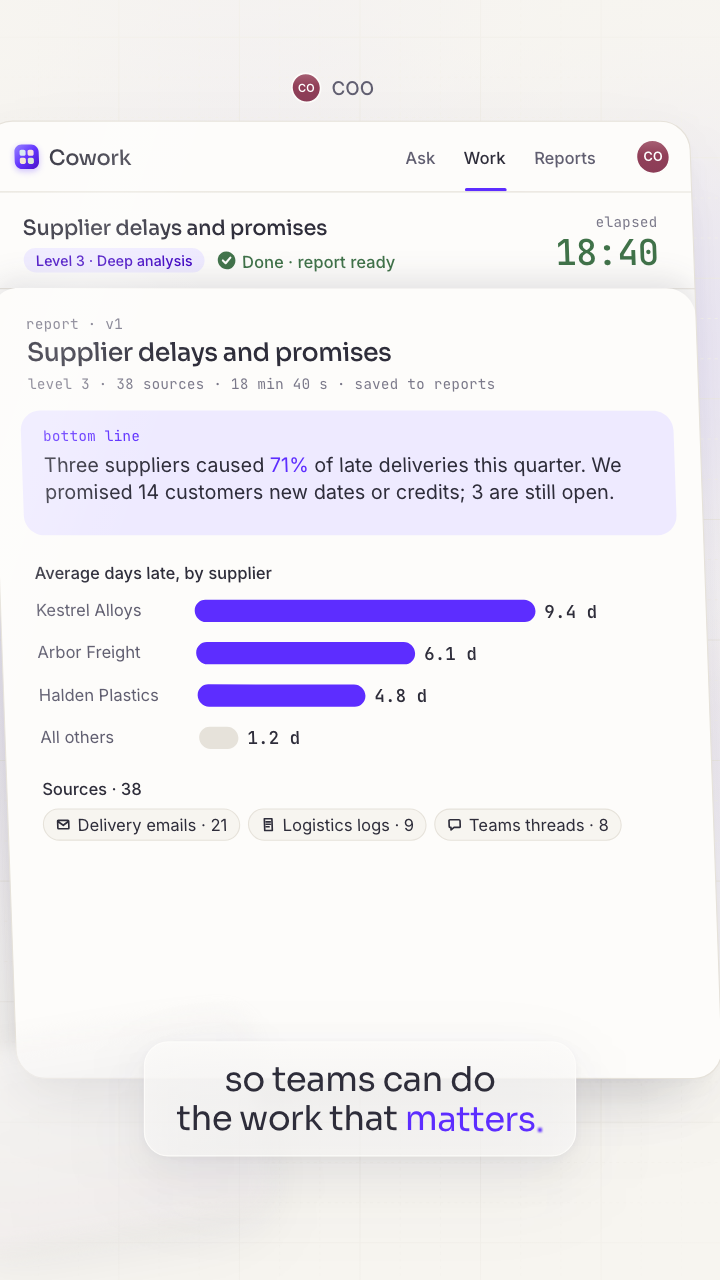 CO COO
Cowork Ask Work Reports CO
Supplier delays and promises
elapsed
Level 3 · Deep analysis Done · report ready
18:40
report · v1
Supplier delays and promises
level 3 · 38 sources · 18 min 40 s · saved to reports
bottom line
Three suppliers caused 71% of late deliveries this quarter. We
promised 14 customers new dates or credits; 3 are still open.
Average days late, by supplier
Kestrel Alloys 9.4 d
Arbor Freight 6.1 d
Halden Plastics 4.8 d
All others 1.2 d
Sources · 38
Delivery emails · 21 Logistics logs · 9 Teams threads · 8
so teams can do
the work that matters.